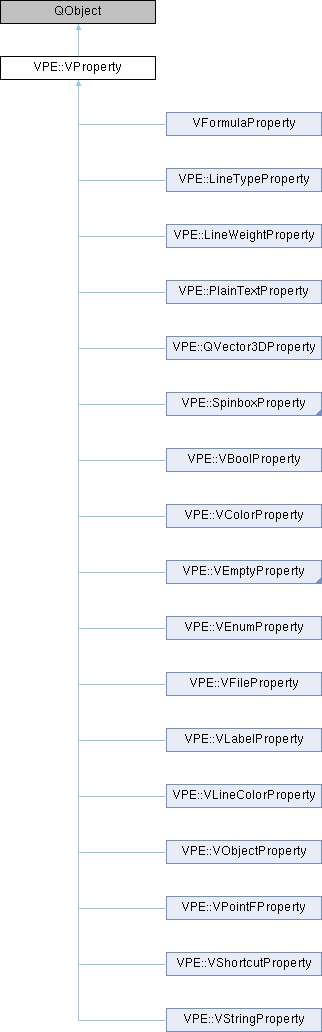 QObject
VPE::VProperty
VFormulaProperty
VPE::LineTypeProperty
VPE::LineWeightProperty
VPE::PlainTextProperty
VPE::QVector3DProperty
VPE::SpinboxProperty
VPE::VBoolProperty
VPE::VColorProperty
VPE::VEmptyProperty
VPE::VEnumProperty
VPE::VFileProperty
VPE::VLabelProperty
VPE::VLineColorProperty
VPE::VObjectProperty
VPE::VPointFProperty
VPE::VShortcutProperty
VPE::VStringProperty